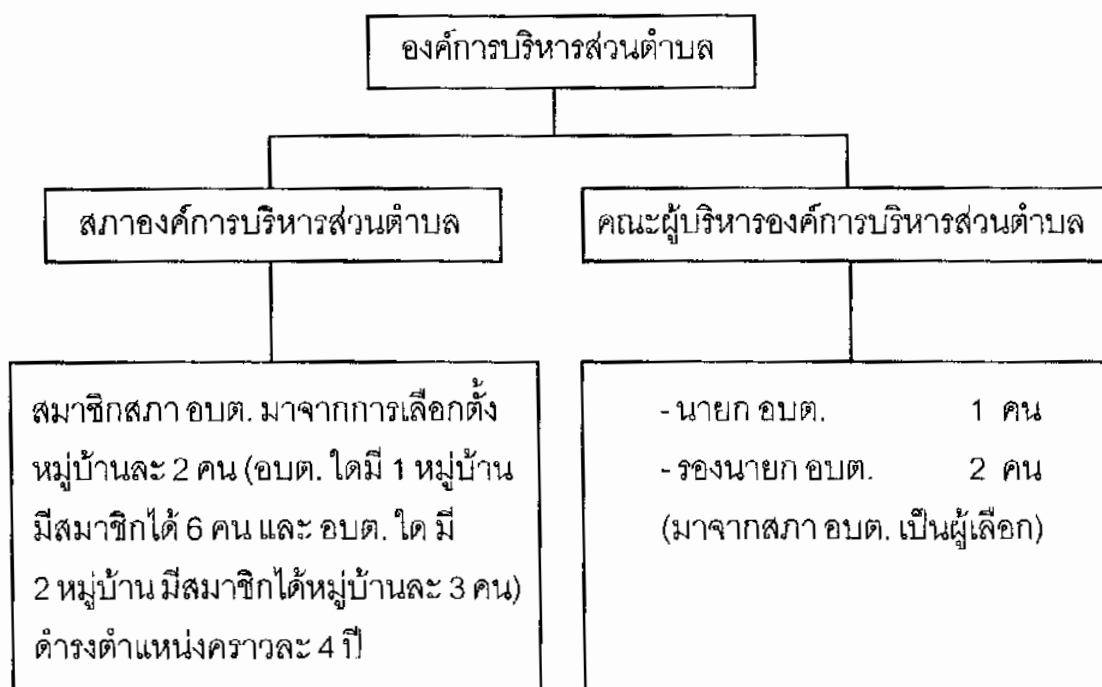 องค์การบริหารส่วนตำบล
สภาองค์การบริหารส่วนตำบล
คณะผู้บริหารองค์การบริหารส่วนตำบล
สมาชิกสภา อบต. มาจากการเลือกตั้ง
หมู่บ้านละ 2 คน (อบต. ใดมี 1 หมู่บ้าน
มีสมาชิกได้ 6 คน และ อบต. ใด มี
2 หมู่บ้าน มีสมาชิกได้หมู่บ้านละ 3 คน)
ดำรงตำแหน่งคราวละ 4 ปี
- นายก อบต. 1 คน
- รองนายก อบต. 2 คน
(มาจากสภา อบต. เป็นผู้เลือก)